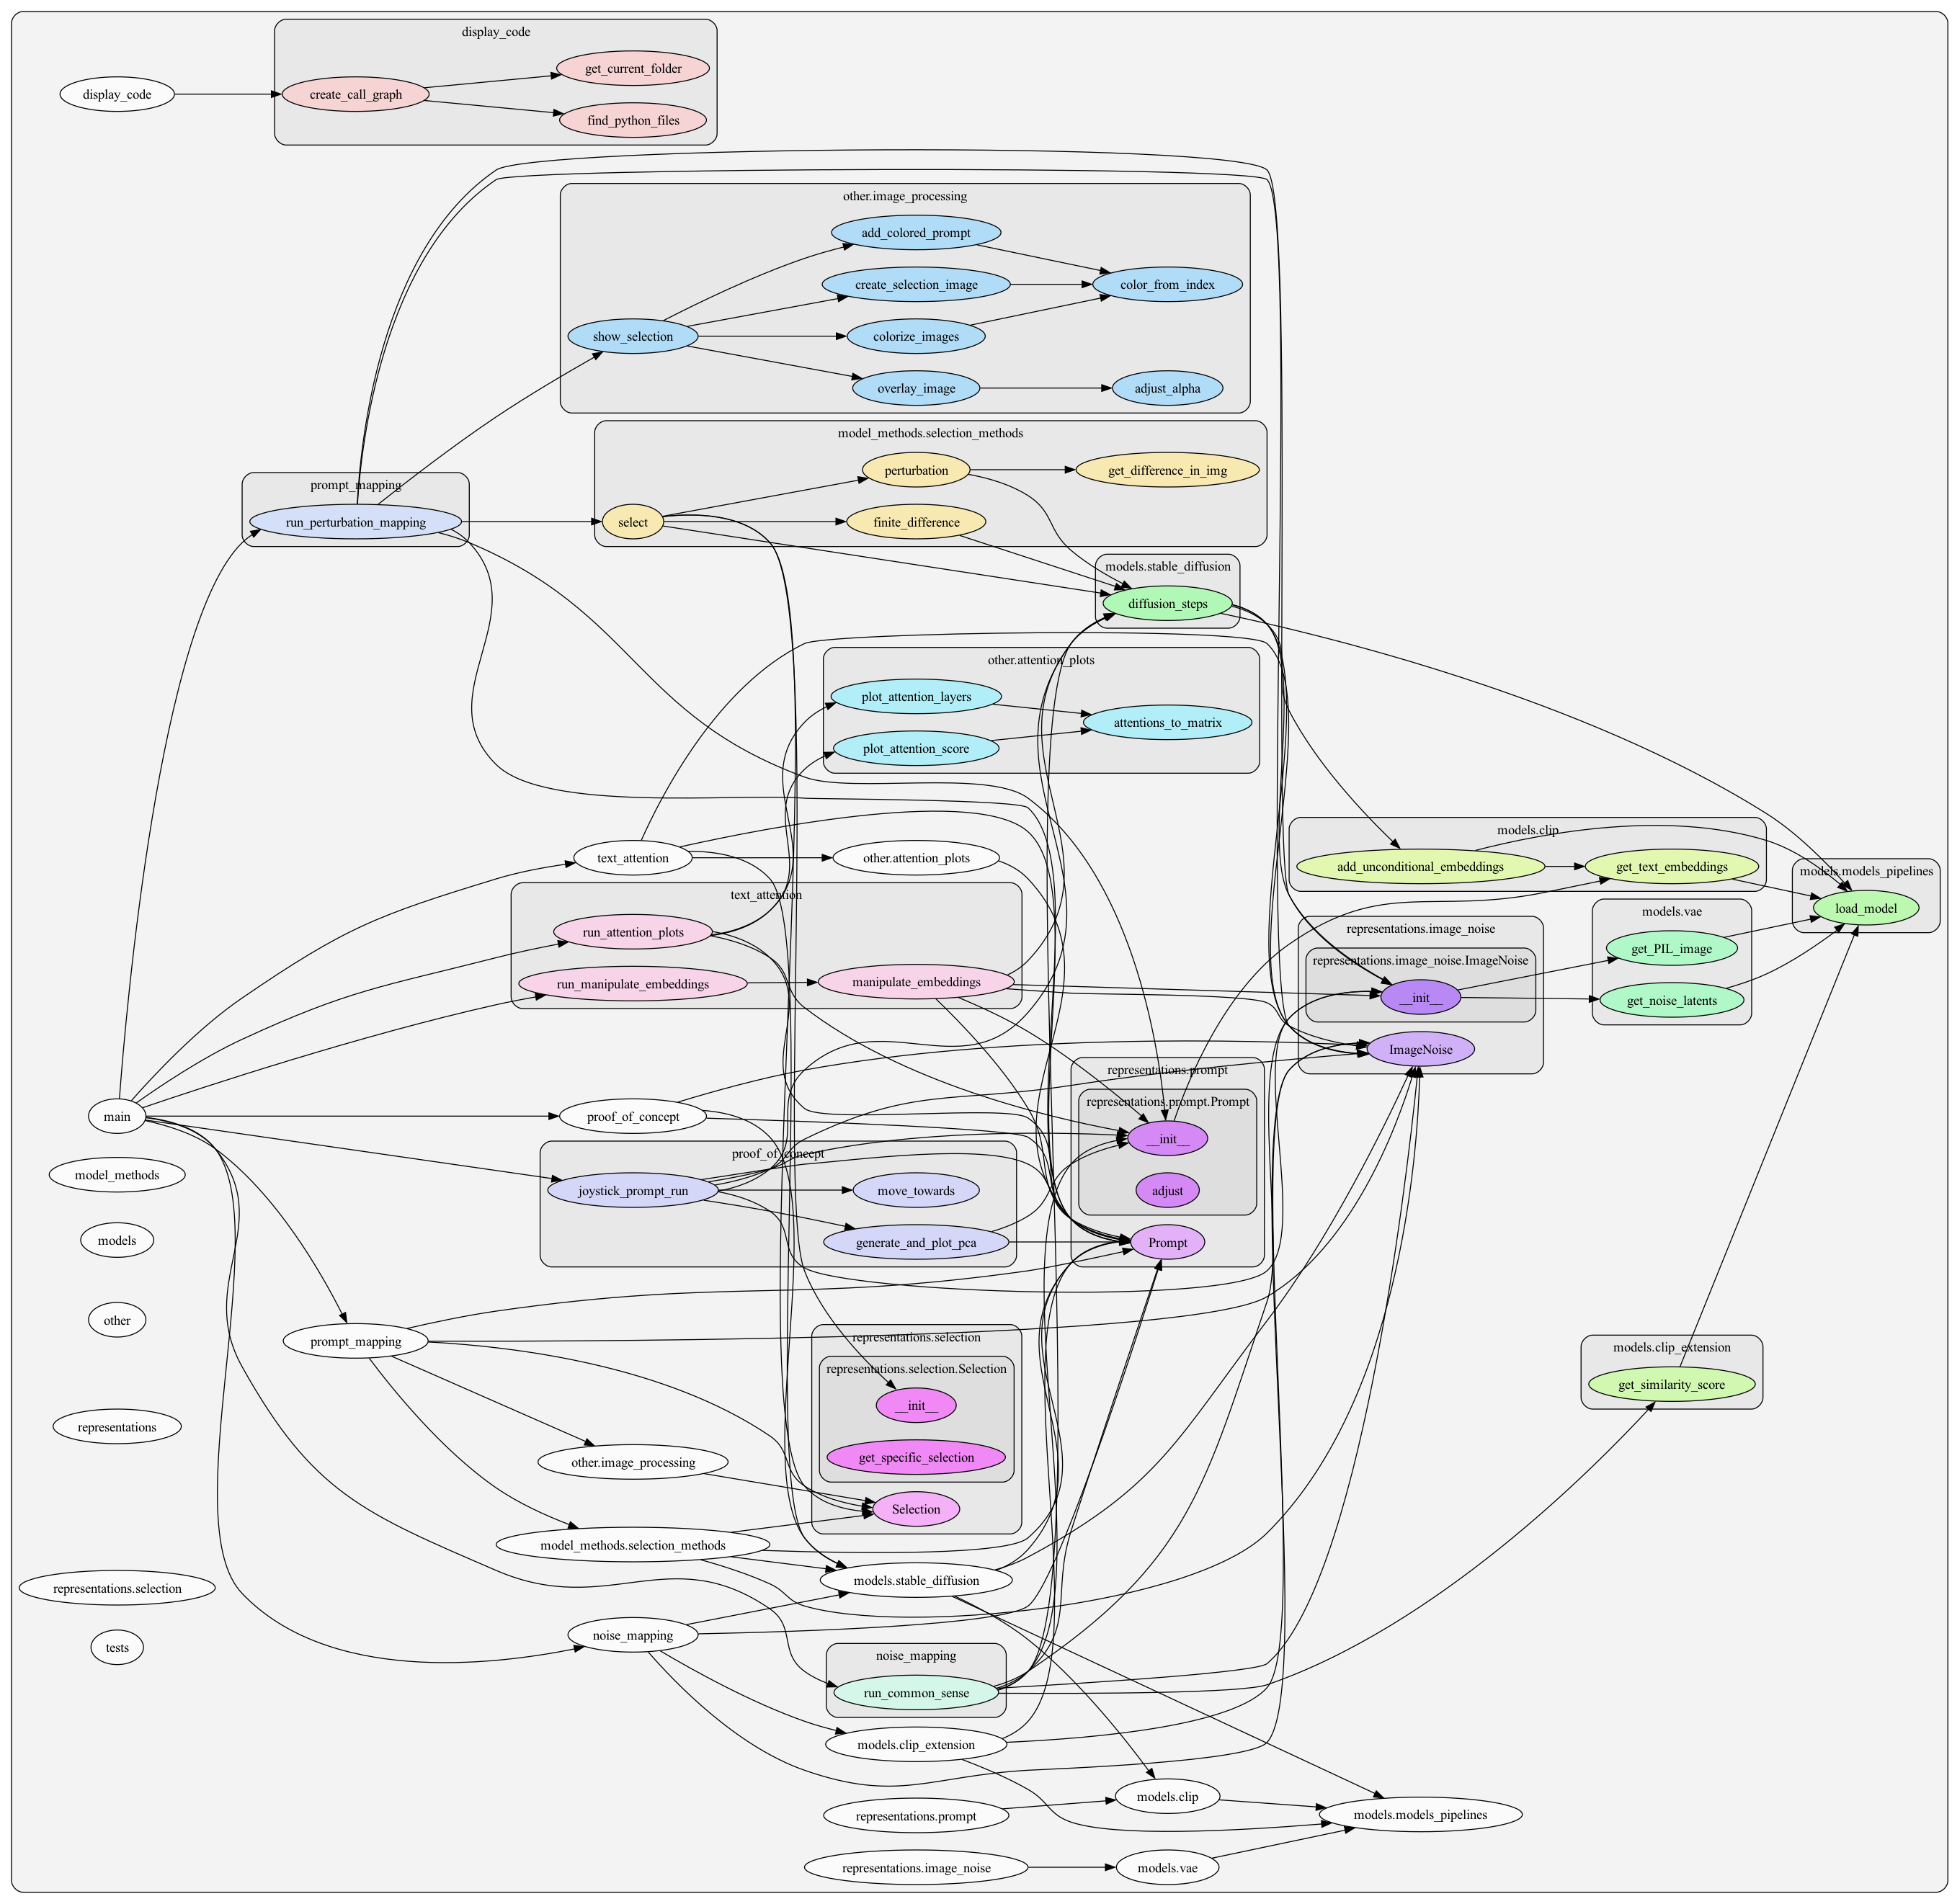 display_code
display_code
create_call_graph
get_current_folder
find_python_files
other.image_processing
add_colored_prompt
create_selection_image
color_from_index
show_selection
colorize_images
overlay_image
adjust_alpha
model_methods.selection_methods
perturbation
get_difference_in_img
prompt_mapping
run_perturbation_mapping
select
finite_difference
models.stable_diffusion
diffusion_steps
other.attention_plots
plot_attention_layers
attentions_to_matrix
plot_attention_score
text_attention
other.attention_plots
models.clip
add_unconditional_embeddings
get_text_embeddings
models.models_pipelines
load_model
text_attention
run_attention_plots
run_manipulate_embeddings
manipulate_embeddings
representations.image_noise
representations.image_noise.ImageNoise
__init__
ImageNoise
models.vae
get_PIL_image
get_noise_latents
main
proof_of_concept
representations.prompt
representations.prompt.Prompt
__init__
adjust
Prompt
proof_of_concept
joystick_prompt_run
move_towards
generate_and_plot_pca
model_methods
models
other
prompt_mapping
representations.selection
representations.selection.Selection
__init__
get_specific_selection
Selection
models.clip_extension
get_similarity_score
representations
other.image_processing
model_methods.selection_methods
models.stable_diffusion
representations.selection
tests
noise_mapping
noise_mapping
run_common_sense
models.clip_extension
models.clip
representations.prompt
models.models_pipelines
representations.image_noise
models.vae